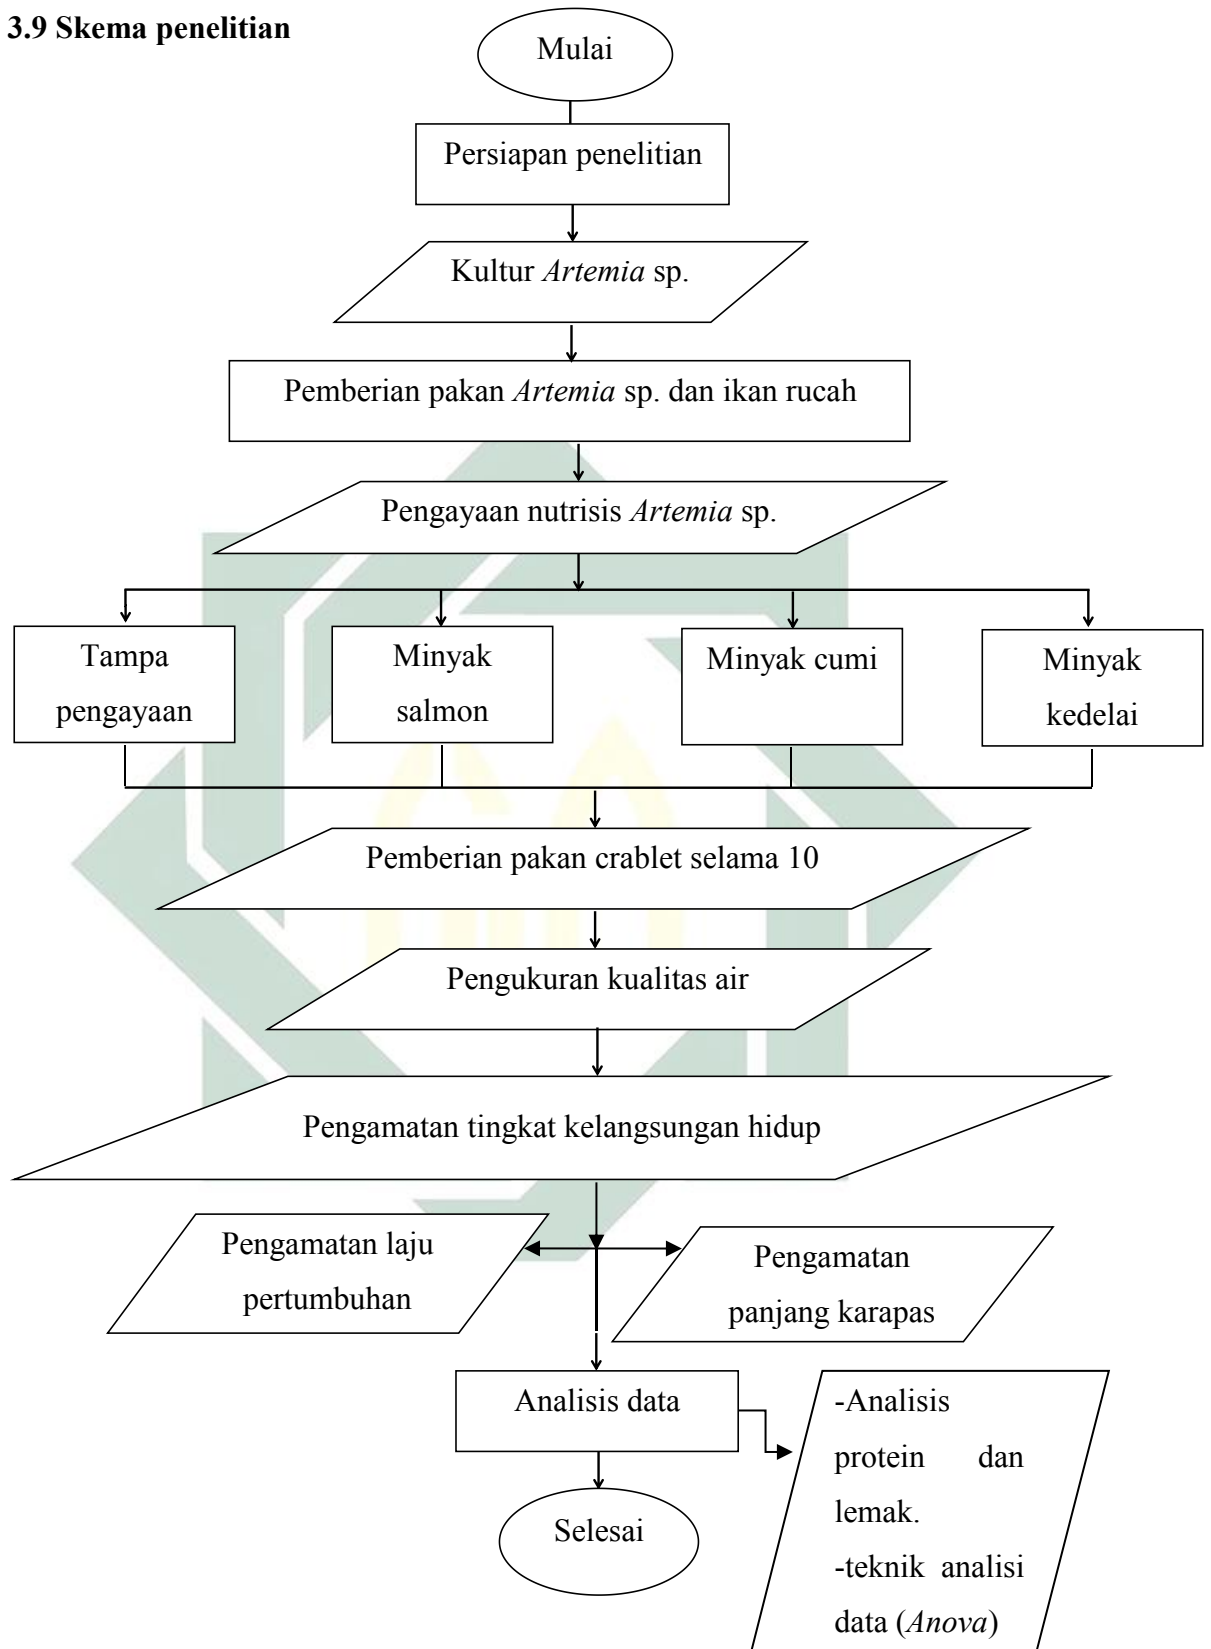 3.9 Skema penelitian
Mulai
Persiapan penelitian
Kultur Artemia sp.
Pemberian pakan Artemia sp. dan ikan rucah
Pengayaan nutrisis Artemia sp.
Tampa
pengayaan
Minyak
salmon
Minyak cumi
Minyak
kedelai
Pemberian pakan crablet selama 10
Pengukuran kualitas air
Pengamatan tingkat kelangsungan hidup
Pengamatan laju
pertumbuhan
Pengamatan
panjang karapas
Analisis data
-Analisis
protein dan
lemak.
-teknik analisi
data (Anova)
Selesai